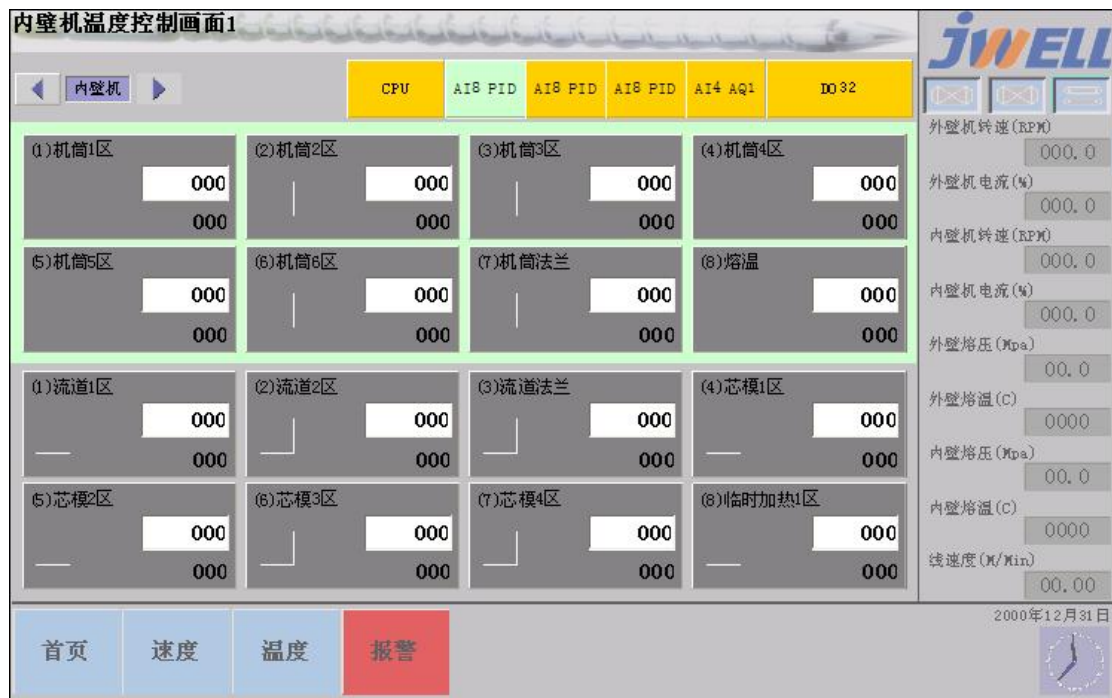 内壁机温度控制画面1
JWELL
内壁机
CPU
AI8 PID
AI8 PID
AI8 PID
AI4 AQ1
DO32
(1)机筒1区
000
000
(2)机筒2区
000
000
(3)机筒3区
000
000
(4)机筒4区
000
000
(5)机筒5区
000
000
(6)机筒6区
000
000
(7)机筒法兰
000
000
(8)熔温
000
000
(1)流道1区
000
000
(2)流道2区
000
000
(3)流道法兰
000
000
(4)芯模1区
000
000
(5)芯模2区
000
000
(6)芯模3区
000
000
(7)芯模4区
000
000
(8)临时加热1区
000
000
外壁机转速(RPM)
000.0
外壁机电流(%)
000.0
内壁机转速(RPM)
000.0
内壁机电流(%)
000.0
外壁熔压(Mpa)
00.0
外壁熔温(C)
0000
内壁熔压(Mpa)
00.0
内壁熔温(C)
0000
线速度(M/Min)
00.00
首页
速度
温度
报警
2000年12月31日